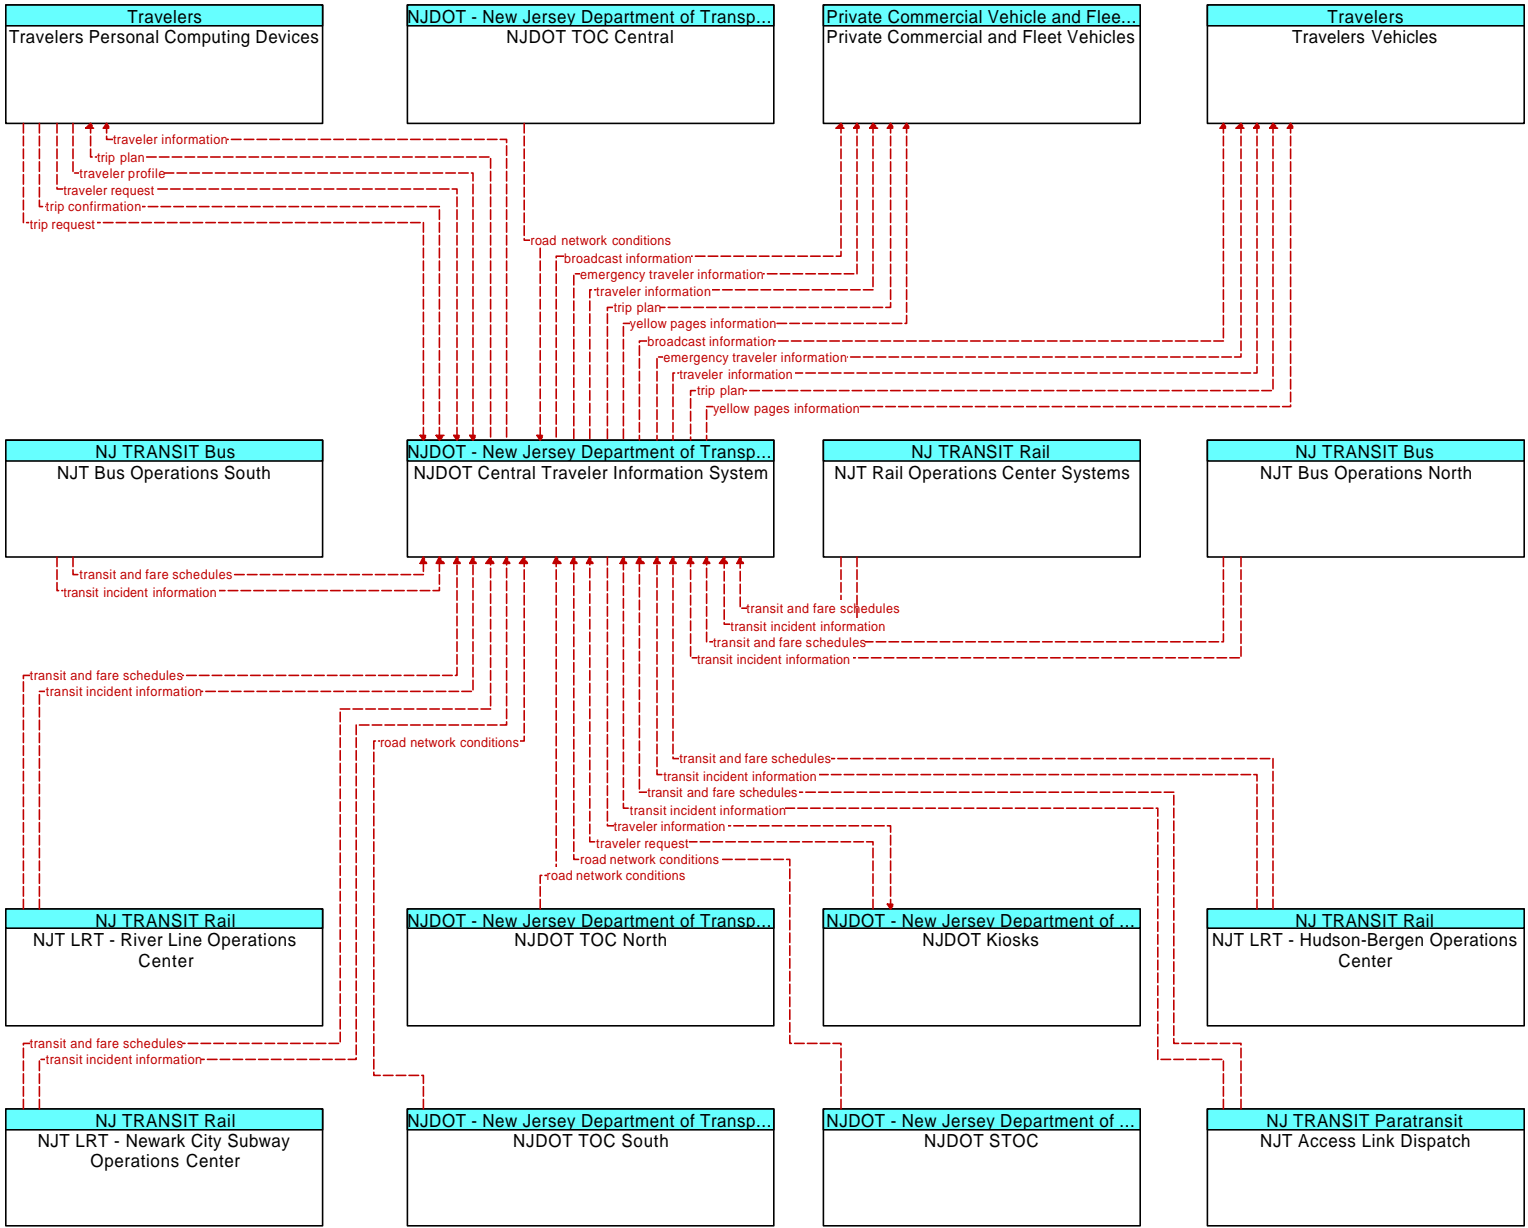 Travelers
Travelers Personal Computing Devices
NJDOT - New Jersey Department of Transp...
NJDOT TOC Central
Private Commercial Vehicle and Flee...
Private Commercial and Fleet Vehicles
Travelers
Travelers Vehicles
traveler information
trip plan
traveler profile
traveler request
trip confirmation
trip request
road network conditions
broadcast information
emergency traveler information
traveler information
trip plan
yellow pages information
broadcast information
emergency traveler information
traveler information
trip plan
yellow pages information
NJ TRANSIT Bus
NJT Bus Operations South
NJDOT - New Jersey Department of Transp...
NJDOT Central Traveler Information System
NJ TRANSIT Rail
NJT Rail Operations Center Systems
NJ TRANSIT Bus
NJT Bus Operations North
transit and fare schedules
transit incident information
transit and fare schedules
transit incident information
transit and fare schedules
transit incident information
transit and fare schedules
transit incident information
road network conditions
transit and fare schedules
transit incident information
transit and fare schedules
transit incident information
traveler information
traveler request
road network conditions
road network conditions
NJ TRANSIT Rail
NJT LRT - River Line Operations
Center
NJDOT - New Jersey Department of Transp...
NJDOT TOC North
NJDOT - New Jersey Department of ...
NJDOT Kiosks
NJ TRANSIT Rail
NJT LRT - Hudson-Bergen Operations
Center
transit and fare schedules
transit incident information
NJ TRANSIT Rail
NJT LRT - Newark City Subway
Operations Center
NJDOT - New Jersey Department of Transp...
NJDOT TOC South
NJDOT - New Jersey Department of ...
NJDOT STOC
NJ TRANSIT Paratransit
NJT Access Link Dispatch